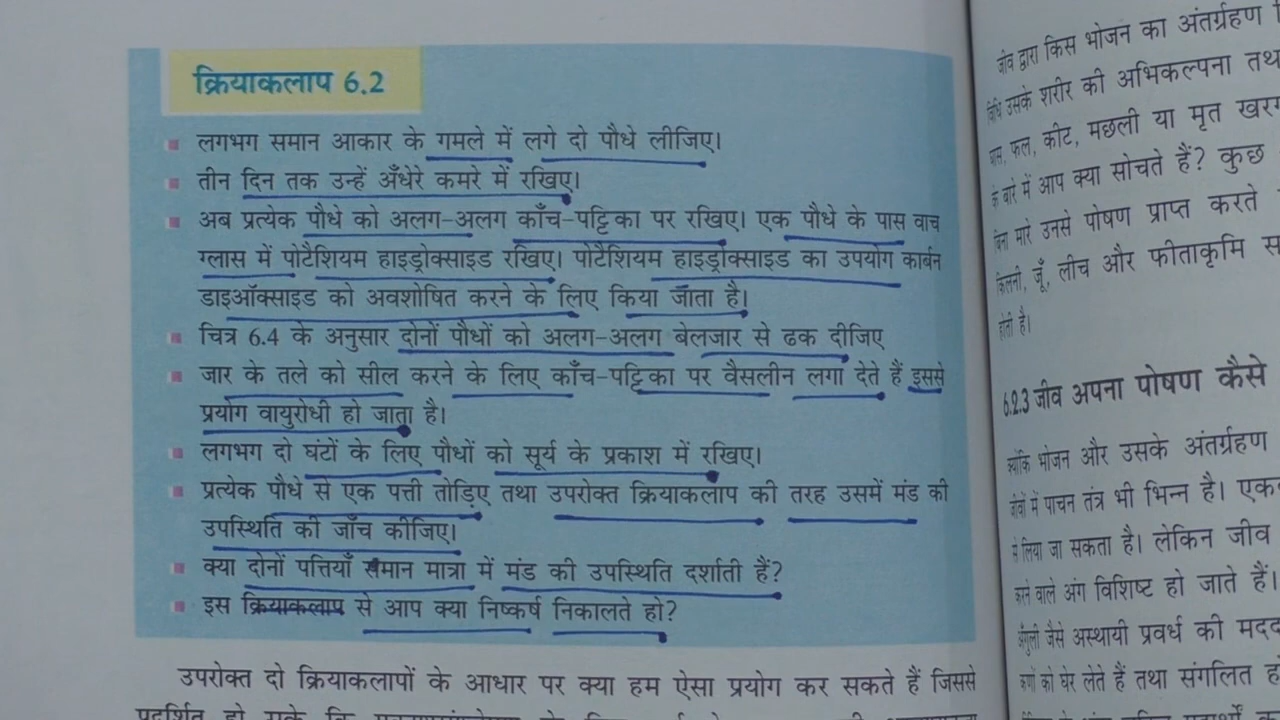 क्रियाकलाप 6.2
लगभग समान आकार के गमले में लगे दो पौधे लीजिए।
तीन दिन तक उन्हें अँधेरे कमरे में रखिए।
अब प्रत्येक पौधे को अलग-अलग काँच-पट्टिका पर रखिए। एक पौधे के पास वाच
ग्लास में पोटैशियम हाइड्रोक्साइड रखिए। पोटैशियम हाइड्रोक्साइड का उपयोग कार्बन
डाइऑक्साइड को अवशोषित करने के लिए किया जाता है।
चित्र 6.4 के अनुसार दोनों पौधों को अलग-अलग बेलजार से ढक दीजिए
जार के तले को सील करने के लिए काँच-पट्टिका पर वैसलीन लगा देते हैं इससे
प्रयोग वायुरोधी हो जाता है।
लगभग दो घंटों के लिए पौधों को सूर्य के प्रकाश में रखिए।
प्रत्येक पौधे से एक पत्ती तोड़िए तथा उपरोक्त क्रियाकलाप की तरह उसमें मंड की
उपस्थिति की जाँच कीजिए।
क्या दोनों पत्तियाँ समान मात्रा में मंड की उपस्थिति दर्शाती हैं?
इस क्रियाकलाप से आप क्या निष्कर्ष निकालते हो?
उपरोक्त दो क्रियाकलापों के आधार पर क्या हम ऐसा प्रयोग कर सकते हैं जिससे
जीव द्वारा किस भोजन का अंतर्ग्रहण
विधि उसके शरीर की अभिकल्पना तथ
घास, फल, कीट, मछली या मृत खरग
के बारे में आप क्या सोचते हैं? कुछ
बिना मारे उनसे पोषण प्राप्त करते
किलनी, जूँ, लीच और फीताकृमि स
होती है।
6.2.3 जीव अपना पोषण कैसे
क्योंकि भोजन और उसके अंतर्ग्रहण
जीवों में पाचन तंत्र भी भिन्न है। एक
से लिया जा सकता है। लेकिन जीव
करने वाले अंग विशिष्ट हो जाते हैं।
अँगुली जैसे अस्थायी प्रवर्ध की मदद
कणों को घेर लेते हैं तथा संगलित ह